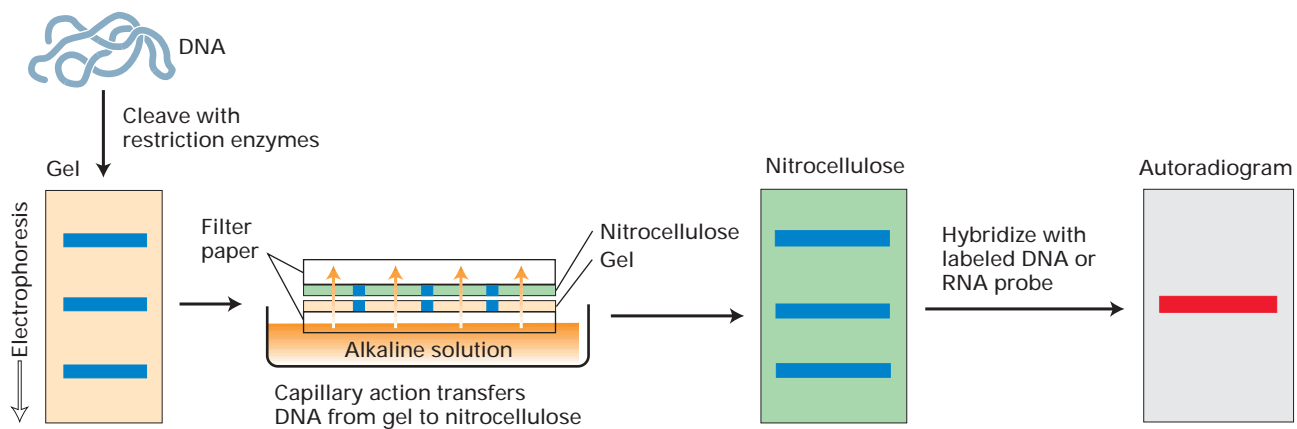 DNA
Cleave with
restriction enzymes
Gel
Electrophoresis
Filter
paper
Nitrocellulose
Gel
Alkaline solution
Capillary action transfers
DNA from gel to nitrocellulose
Nitrocellulose
Hybridize with
labeled DNA or
RNA probe
Autoradiogram